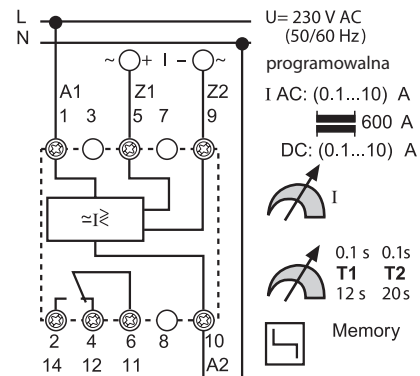 L
N
U= 230 V AC
(50/60 Hz)
~ + I - ~
programowalna
A1 Z1 Z2
1 3 5 7 9
I AC: (0.1...10) A
600 A
DC: (0.1...10) A
≃I≷
I
0.1 s 0.1s
T1 T2
12 s 20s
2 4 6 8 10
14 12 11 A2
Memory